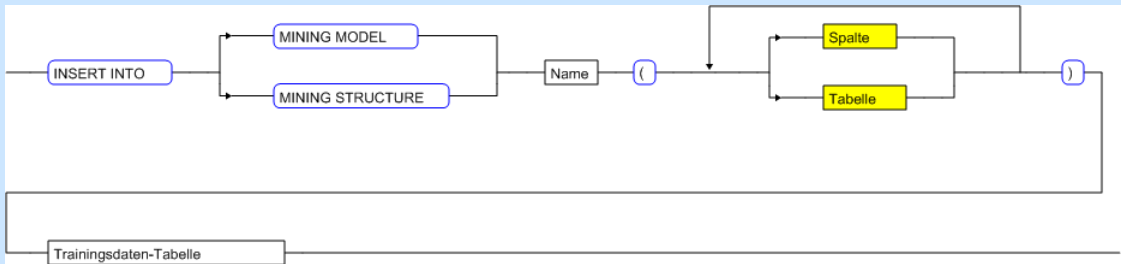 MINING MODEL
Spalte
INSERT INTO
Name
(
)
MINING STRUCTURE
Tabelle
Trainingsdaten-Tabelle